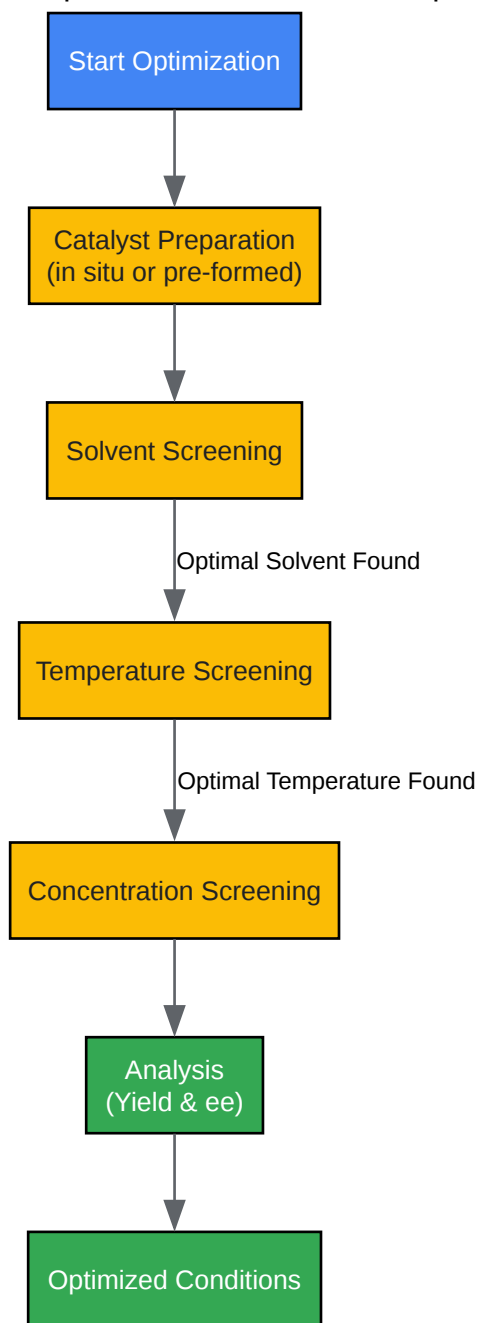 Start Optimization
Catalyst Preparation
(in situ or pre-formed)
Solvent Screening
Optimal Solvent Found
Temperature Screening
Optimal Temperature Found
Concentration Screening
Analysis
(Yield & ee)
Optimized Conditions